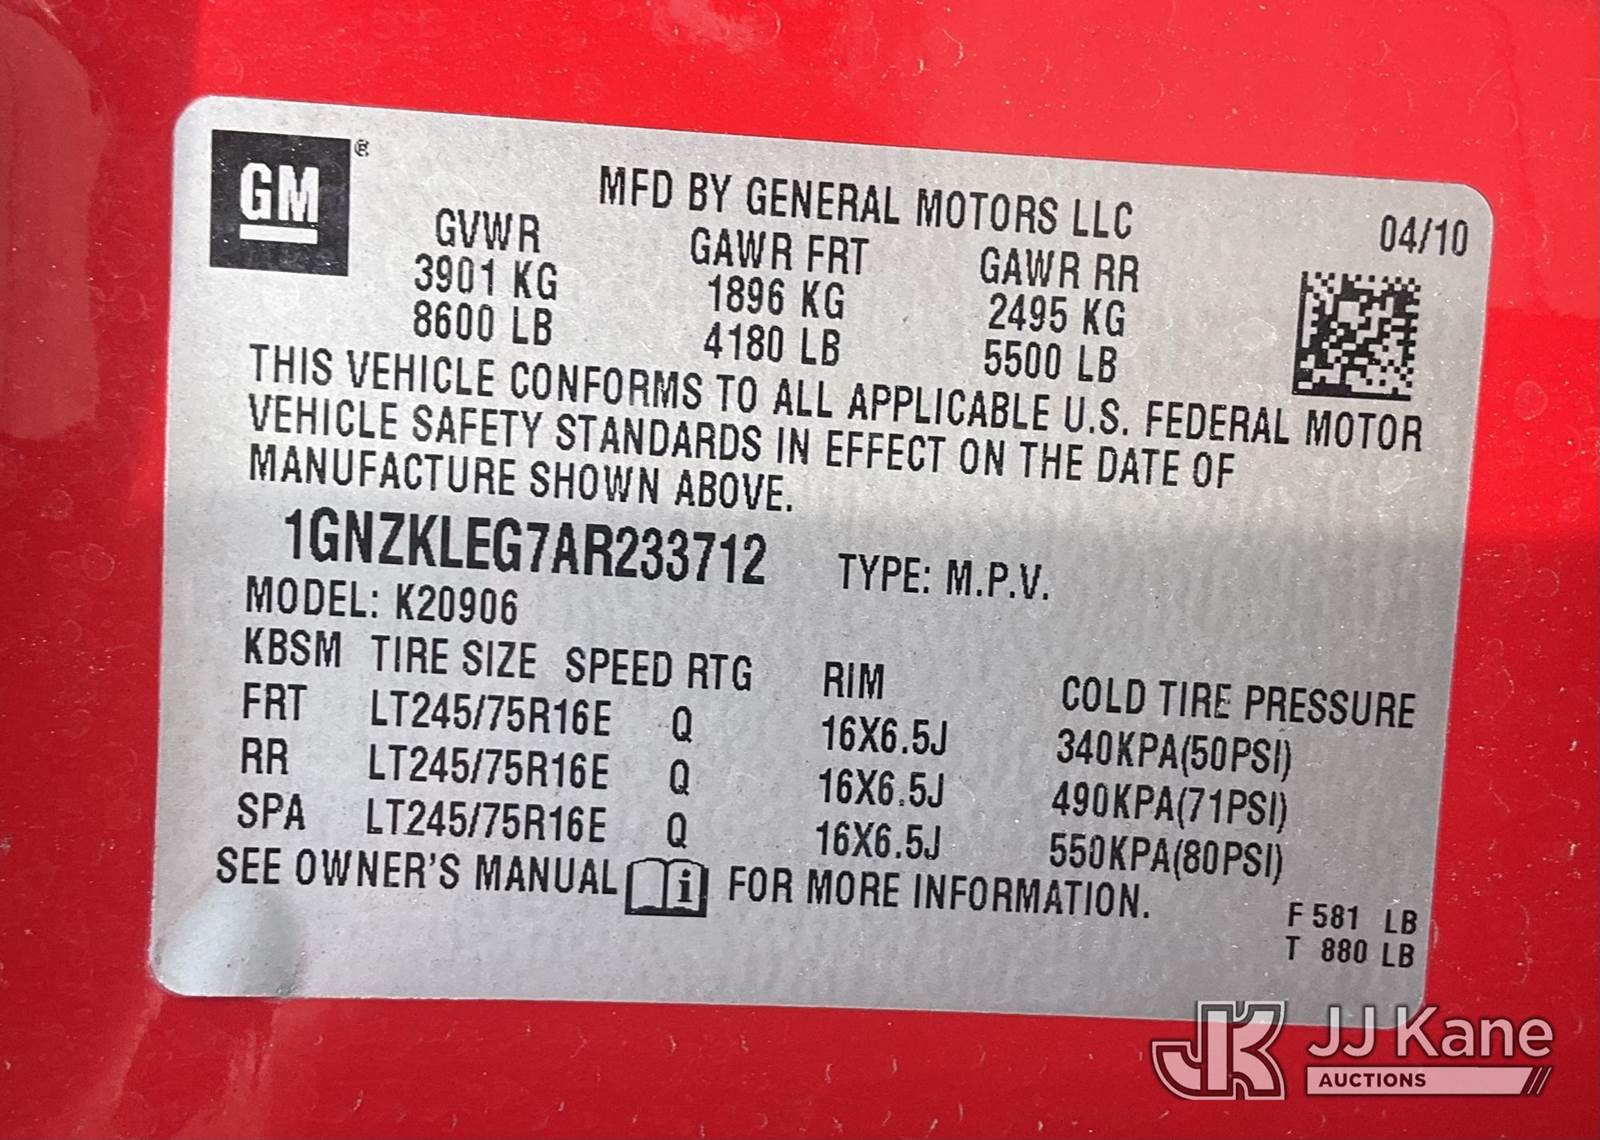 GM®
MFD BY GENERAL MOTORS LLC
04/10
GVWR GAWR FRT GAWR RR
3901 KG 1896 KG 2495 KG
8600 LB 4180 LB 5500 LB
THIS VEHICLE CONFORMS TO ALL APPLICABLE U.S. FEDERAL MOTOR
VEHICLE SAFETY STANDARDS IN EFFECT ON THE DATE OF
MANUFACTURE SHOWN ABOVE.
1GNZKLEG7AR233712 TYPE: M.P.V.
MODEL: K20906
KBSM TIRE SIZE SPEED RTG RIM COLD TIRE PRESSURE
FRT LT245/75R16E Q 16X6.5J 340KPA(50PSI)
RR LT245/75R16E Q 16X6.5J 490KPA(71PSI)
SPA LT245/75R16E Q 16X6.5J 550KPA(80PSI)
SEE OWNER'S MANUAL i FOR MORE INFORMATION.
F 581 LB
T 880 LB
JK JJ Kane
AUCTIONS